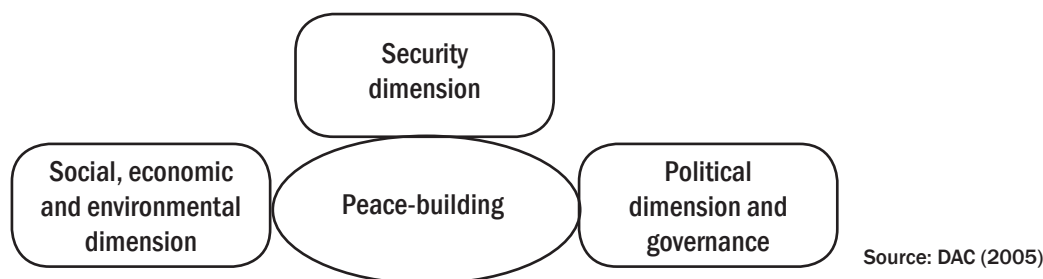 Security
dimension
Social, economic
and environmental
dimension
Peace-building
Political
dimension and
governance
Source: DAC (2005)